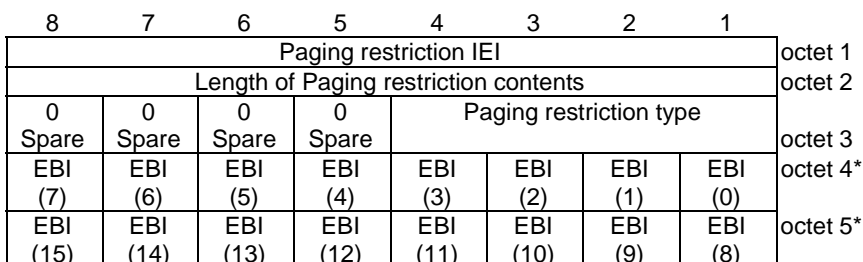 8 7 6 5 4 3 2 1
Paging restriction IEI octet 1
Length of Paging restriction contents octet 2
0 0 0 0 Paging restriction type
Spare Spare Spare Spare octet 3
EBI EBI EBI EBI EBI EBI EBI EBI octet 4*
(7) (6) (5) (4) (3) (2) (1) (0)
EBI EBI EBI EBI EBI EBI EBI EBI octet 5*
(15) (14) (13) (12) (11) (10) (9) (8)